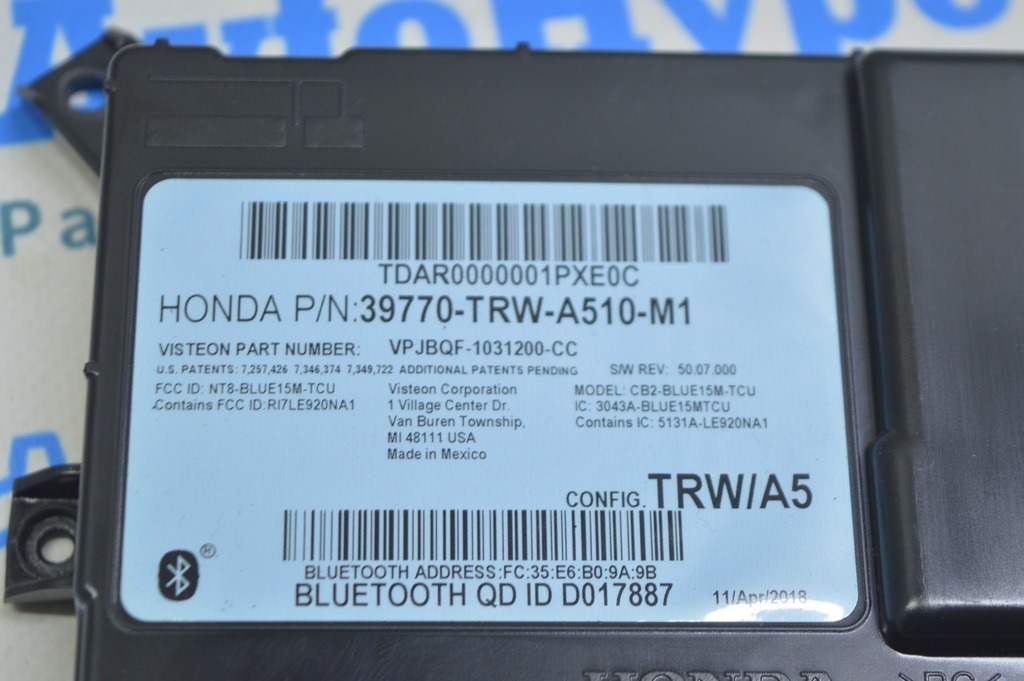 AutoHype
Pa
TDAR0000001PXE0C
HONDA P/N:39770-TRW-A510-M1
VISTEON PART NUMBER: VPJBQF-1031200-CC
U.S. PATENTS: 7,257,426 7,346,374 7,349,722 ADDITIONAL PATENTS PENDING S/W REV: 50.07.000
FCC ID: NT8-BLUE15M-TCU
Contains FCC ID:RI7LE920NA1
Visteon Corporation
1 Village Center Dr.
Van Buren Township,
MI 48111 USA
Made in Mexico
MODEL: CB2-BLUE15M-TCU
IC: 3043A-BLUE15MTCU
Contains IC: 5131A-LE920NA1
CONFIG. TRW/A5
®
BLUETOOTH ADDRESS:FC:35:E6:B0:9A:9B
BLUETOOTH QD ID D017887
11/Apr/2018
HONDA
>PC<